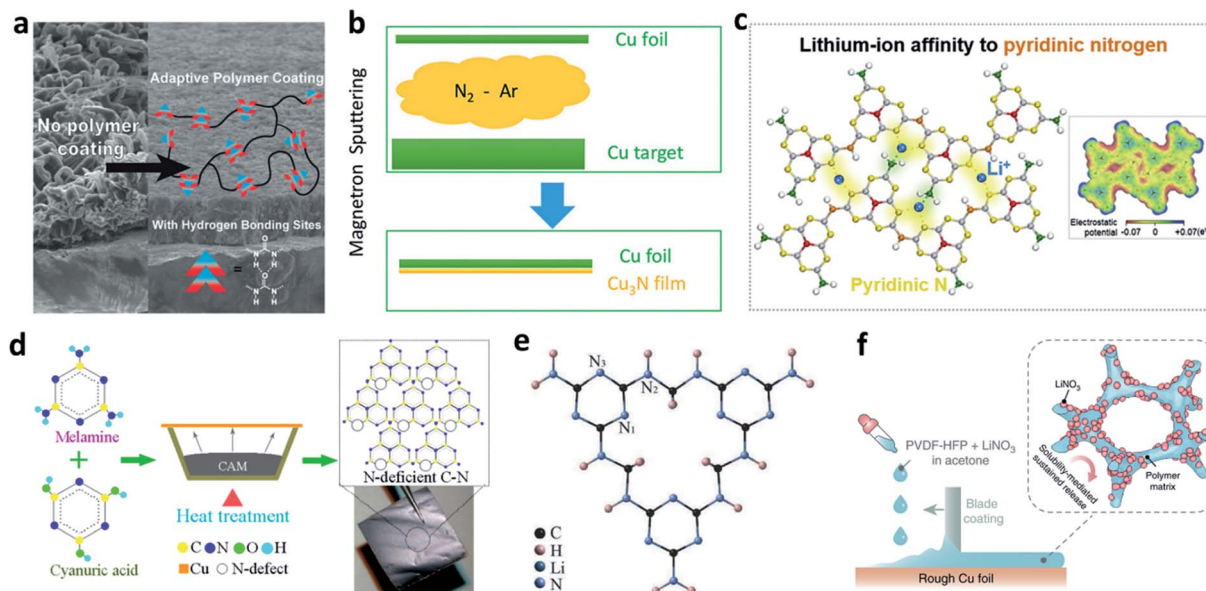 a
No polymer
coating
Adaptive Polymer Coating
With Hydrogen Bonding Sites
=
O
N N
H H
O
N N
H H
b
Magnetron Sputtering
Cu foil
N₂ - Ar
Cu target
Cu foil
Cu₃N film
c
Lithium-ion affinity to pyridinic nitrogen
Li⁺
Pyridinic N
Electrostatic
potential
-0.07 0 +0.07(eV)
d
Melamine
+
Cyanuric acid
CAM
Heat treatment
C N O H
Cu N-defect
N-deficient C-N
e
N₃
N₂
N₁
C
H
Li
N
f
PVDF-HFP + LiNO₃
in acetone
Blade
coating
Rough Cu foil
LiNO₃
Solubility-mediated
sustained release
Polymer
matrix